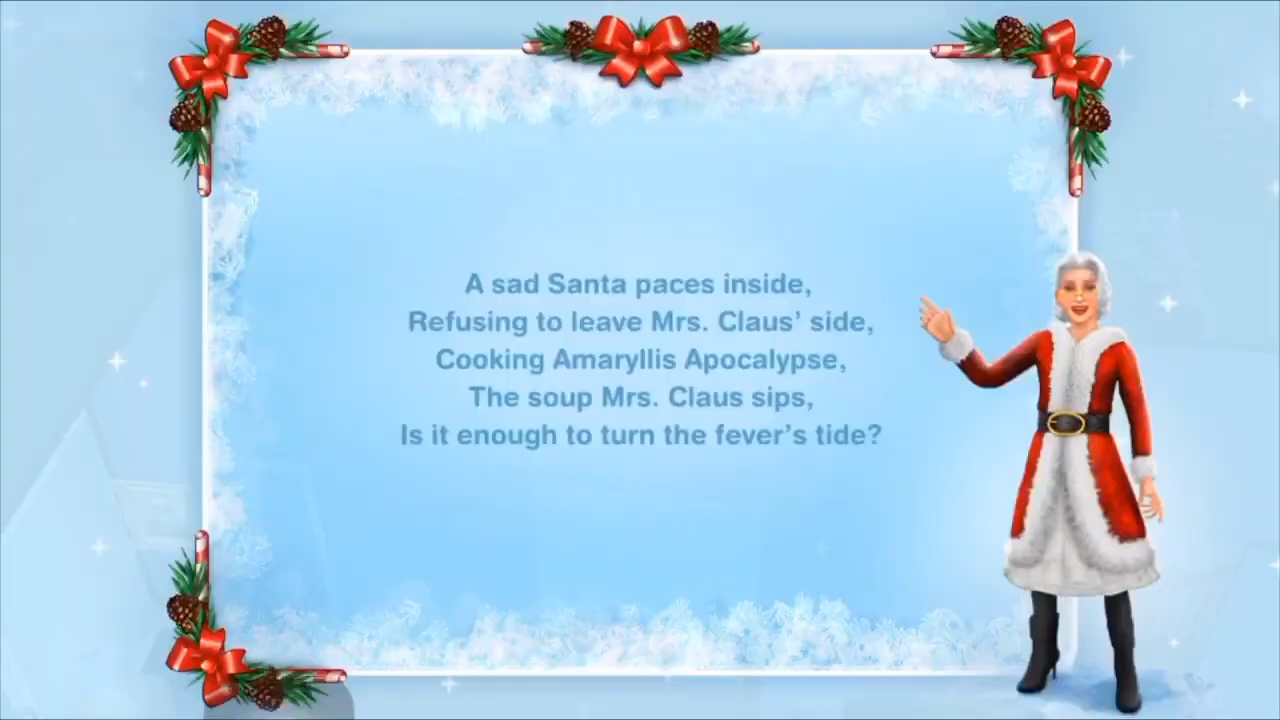 A sad Santa paces inside,
Refusing to leave Mrs. Claus’ side,
Cooking Amaryllis Apocalypse,
The soup Mrs. Claus sips,
Is it enough to turn the fever’s tide?